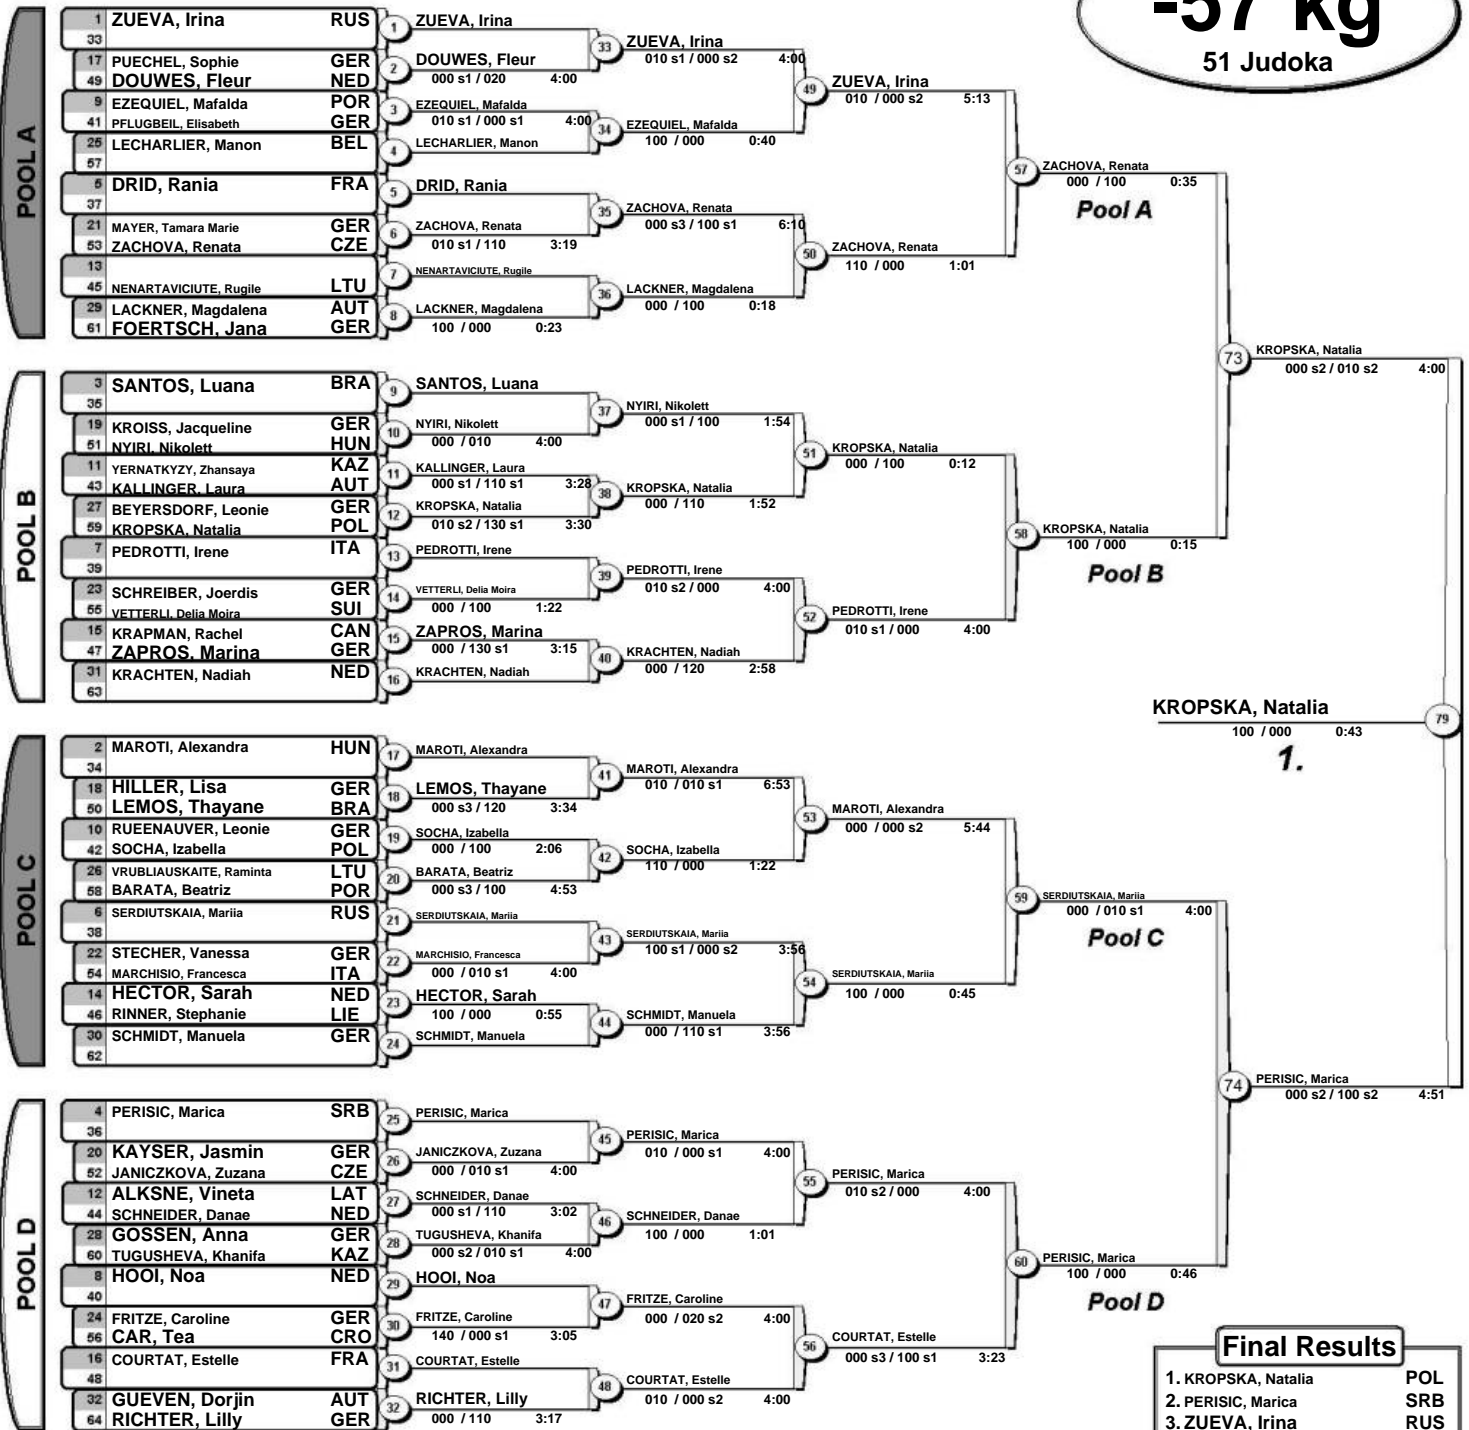 -57 kg
51 Judoka
POOL A
1 ZUEVA, Irina RUS
33
17 PUECHEL, Sophie GER
49 DOUWES, Fleur NED
9 EZEQUIEL, Mafalda POR
41 PFLUGBEIL, Elisabeth GER
25 LECHARLIER, Manon BEL
57
5 DRID, Rania FRA
37
21 MAYER, Tamara Marie GER
53 ZACHOVA, Renata CZE
13
45 NENARTAVICIUTE, Rugile LTU
29 LACKNER, Magdalena AUT
61 FOERTSCH, Jana GER
1 ZUEVA, Irina
2 DOUWES, Fleur
000 s1 / 020 4:00
3 EZEQUIEL, Mafalda
010 s1 / 000 s1 4:00
4 LECHARLIER, Manon
5 DRID, Rania
6 ZACHOVA, Renata
010 s1 / 110 3:19
7 NENARTAVICIUTE, Rugile
8 LACKNER, Magdalena
100 / 000 0:23
33 ZUEVA, Irina
010 s1 / 000 s2 4:00
34 EZEQUIEL, Mafalda
100 / 000 0:40
35 ZACHOVA, Renata
000 s3 / 100 s1 6:10
36 LACKNER, Magdalena
000 / 100 0:18
49 ZUEVA, Irina
010 / 000 s2 5:13
50 ZACHOVA, Renata
110 / 000 1:01
57 ZACHOVA, Renata
000 / 100 0:35
Pool A
POOL B
3 SANTOS, Luana BRA
35
19 KROISS, Jacqueline GER
51 NYIRI, Nikolett HUN
11 YERNATKYZY, Zhansaya KAZ
43 KALLINGER, Laura AUT
27 BEYERSDORF, Leonie GER
59 KROPSKA, Natalia POL
7 PEDROTTI, Irene ITA
39
23 SCHREIBER, Joerdis GER
55 VETTERLI, Delia Moira SUI
15 KRAPMAN, Rachel CAN
47 ZAPROS, Marina GER
31 KRACHTEN, Nadiah NED
63
9 SANTOS, Luana
10 NYIRI, Nikolett
000 / 010 4:00
11 KALLINGER, Laura
000 s1 / 110 s1 3:28
12 KROPSKA, Natalia
010 s2 / 130 s1 3:30
13 PEDROTTI, Irene
14 VETTERLI, Delia Moira
000 / 100 1:22
15 ZAPROS, Marina
000 / 130 s1 3:15
16 KRACHTEN, Nadiah
37 NYIRI, Nikolett
000 s1 / 100 1:54
38 KROPSKA, Natalia
000 / 110 1:52
39 PEDROTTI, Irene
010 s2 / 000 4:00
40 KRACHTEN, Nadiah
000 / 120 2:58
51 KROPSKA, Natalia
000 / 100 0:12
52 PEDROTTI, Irene
010 s1 / 000 4:00
58 KROPSKA, Natalia
100 / 000 0:15
Pool B
73 KROPSKA, Natalia
000 s2 / 010 s2 4:00
KROPSKA, Natalia 79
100 / 000 0:43
1.
POOL C
2 MAROTI, Alexandra HUN
34
18 HILLER, Lisa GER
50 LEMOS, Thayane BRA
10 RUEENAUVER, Leonie GER
42 SOCHA, Izabella POL
26 VRUBLIAUSKAITE, Raminta LTU
58 BARATA, Beatriz POR
6 SERDIUTSKAIA, Mariia RUS
38
22 STECHER, Vanessa GER
54 MARCHISIO, Francesca ITA
14 HECTOR, Sarah NED
46 RINNER, Stephanie LIE
30 SCHMIDT, Manuela GER
62
17 MAROTI, Alexandra
18 LEMOS, Thayane
000 s3 / 120 3:34
19 SOCHA, Izabella
000 / 100 2:06
20 BARATA, Beatriz
000 s3 / 100 4:53
21 SERDIUTSKAIA, Mariia
22 MARCHISIO, Francesca
000 / 010 s1 4:00
23 HECTOR, Sarah
100 / 000 0:55
24 SCHMIDT, Manuela
41 MAROTI, Alexandra
010 / 010 s1 6:53
42 SOCHA, Izabella
110 / 000 1:22
43 SERDIUTSKAIA, Mariia
100 s1 / 000 s2 3:56
44 SCHMIDT, Manuela
000 / 110 s1 3:56
53 MAROTI, Alexandra
000 / 000 s2 5:44
54 SERDIUTSKAIA, Mariia
100 / 000 0:45
59 SERDIUTSKAIA, Mariia
000 / 010 s1 4:00
Pool C
74 PERISIC, Marica
000 s2 / 100 s2 4:51
POOL D
4 PERISIC, Marica SRB
36
20 KAYSER, Jasmin GER
52 JANICZKOVA, Zuzana CZE
12 ALKSNE, Vineta LAT
44 SCHNEIDER, Danae NED
28 GOSSEN, Anna GER
60 TUGUSHEVA, Khanifa KAZ
8 HOOI, Noa NED
40
24 FRITZE, Caroline GER
56 CAR, Tea CRO
16 COURTAT, Estelle FRA
48
32 GUEVEN, Dorjin AUT
64 RICHTER, Lilly GER
25 PERISIC, Marica
26 JANICZKOVA, Zuzana
000 / 010 s1 4:00
27 SCHNEIDER, Danae
000 s1 / 110 3:02
28 TUGUSHEVA, Khanifa
000 s2 / 010 s1 4:00
29 HOOI, Noa
30 FRITZE, Caroline
140 / 000 s1 3:05
31 COURTAT, Estelle
32 RICHTER, Lilly
000 / 110 3:17
45 PERISIC, Marica
010 / 000 s1 4:00
46 SCHNEIDER, Danae
100 / 000 1:01
47 FRITZE, Caroline
000 / 020 s2 4:00
48 COURTAT, Estelle
010 / 000 s2 4:00
55 PERISIC, Marica
010 s2 / 000 4:00
56 COURTAT, Estelle
000 s3 / 100 s1 3:23
60 PERISIC, Marica
100 / 000 0:46
Pool D
Final Results
1. KROPSKA, Natalia POL
2. PERISIC, Marica SRB
3. ZUEVA, Irina RUS